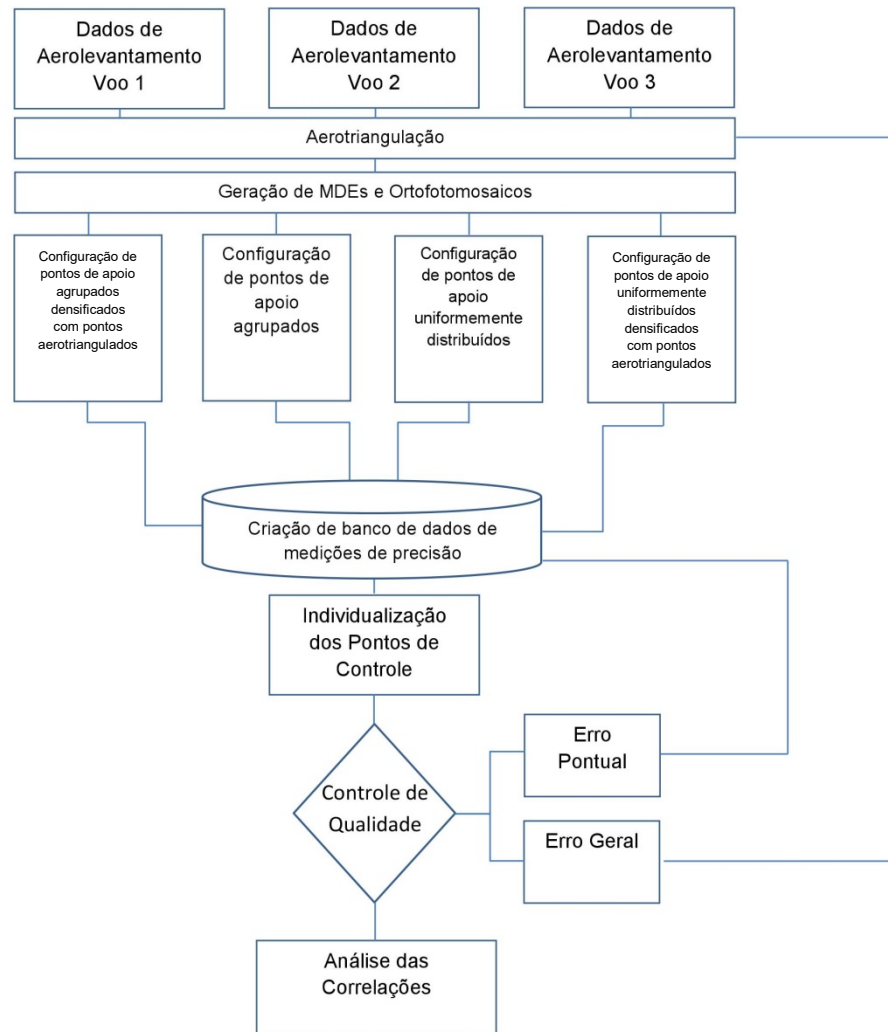 Dados de
Aerolevantamento
Voo 1
Dados de
Aerolevantamento
Voo 2
Dados de
Aerolevantamento
Voo 3
Aerotriangulação
Geração de MDEs e Ortofotomosaicos
Configuração de
pontos de apoio
agrupados
densificados
com pontos
aerotriangulados
Configuração
de pontos de
apoio
agrupados
Configuração
de pontos de
apoio
uniformemente
distribuídos
Configuração de
pontos de apoio
uniformemente
distribuídos
densificados
com pontos
aerotriangulados
Criação de banco de dados de
medições de precisão
Individualização
dos Pontos de
Controle
Controle de
Qualidade
Erro
Pontual
Erro Geral
Análise das
Correlações